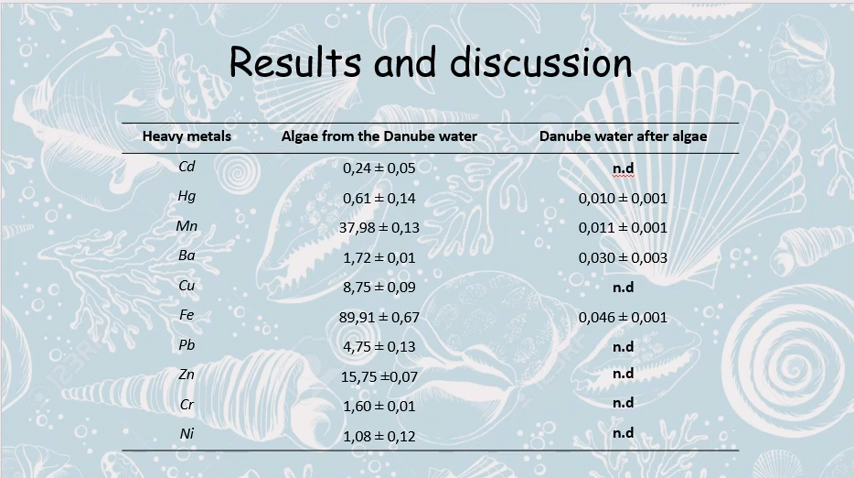 Results and discussion
Heavy metals Algae from the Danube water Danube water after algae
Cd 0,24 ± 0,05 n.d
Hg 0,61 ± 0,14 0,010 ± 0,001
Mn 37,98 ± 0,13 0,011 ± 0,001
Ba 1,72 ± 0,01 0,030 ± 0,003
Cu 8,75 ± 0,09 n.d
Fe 89,91 ± 0,67 0,046 ± 0,001
Pb 4,75 ± 0,13 n.d
Zn 15,75 ±0,07 n.d
Cr 1,60 ± 0,01 n.d
Ni 1,08 ± 0,12 n.d